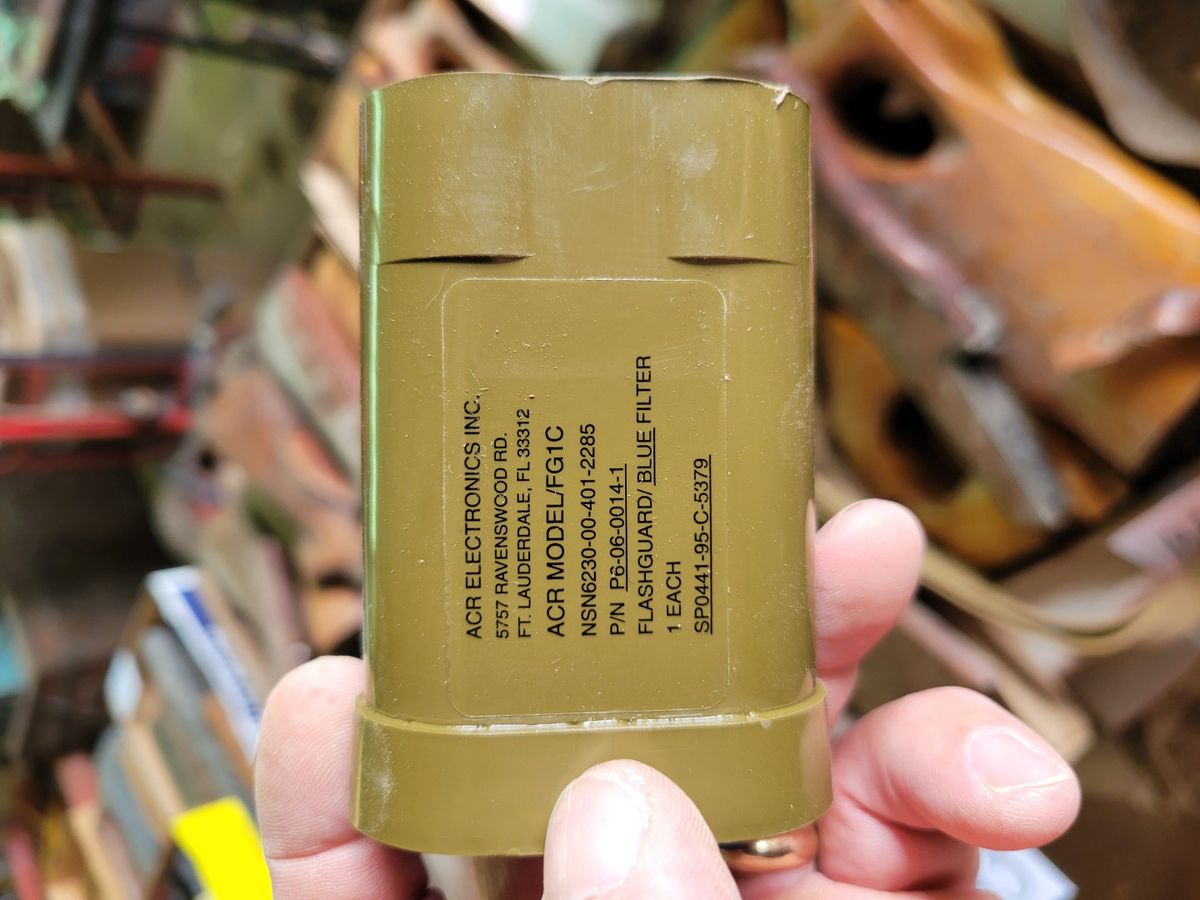 ACR ELECTRONICS INC.
5757 RAVENSWOOD RD.
FT. LAUDERDALE, FL 33312
ACR MODEL/FG1C
NSN6230-00-401-2285
P/N P6-06-0014-1
FLASHGUARD/ BLUE FILTER
1 EACH
SP0441-95-C-5379